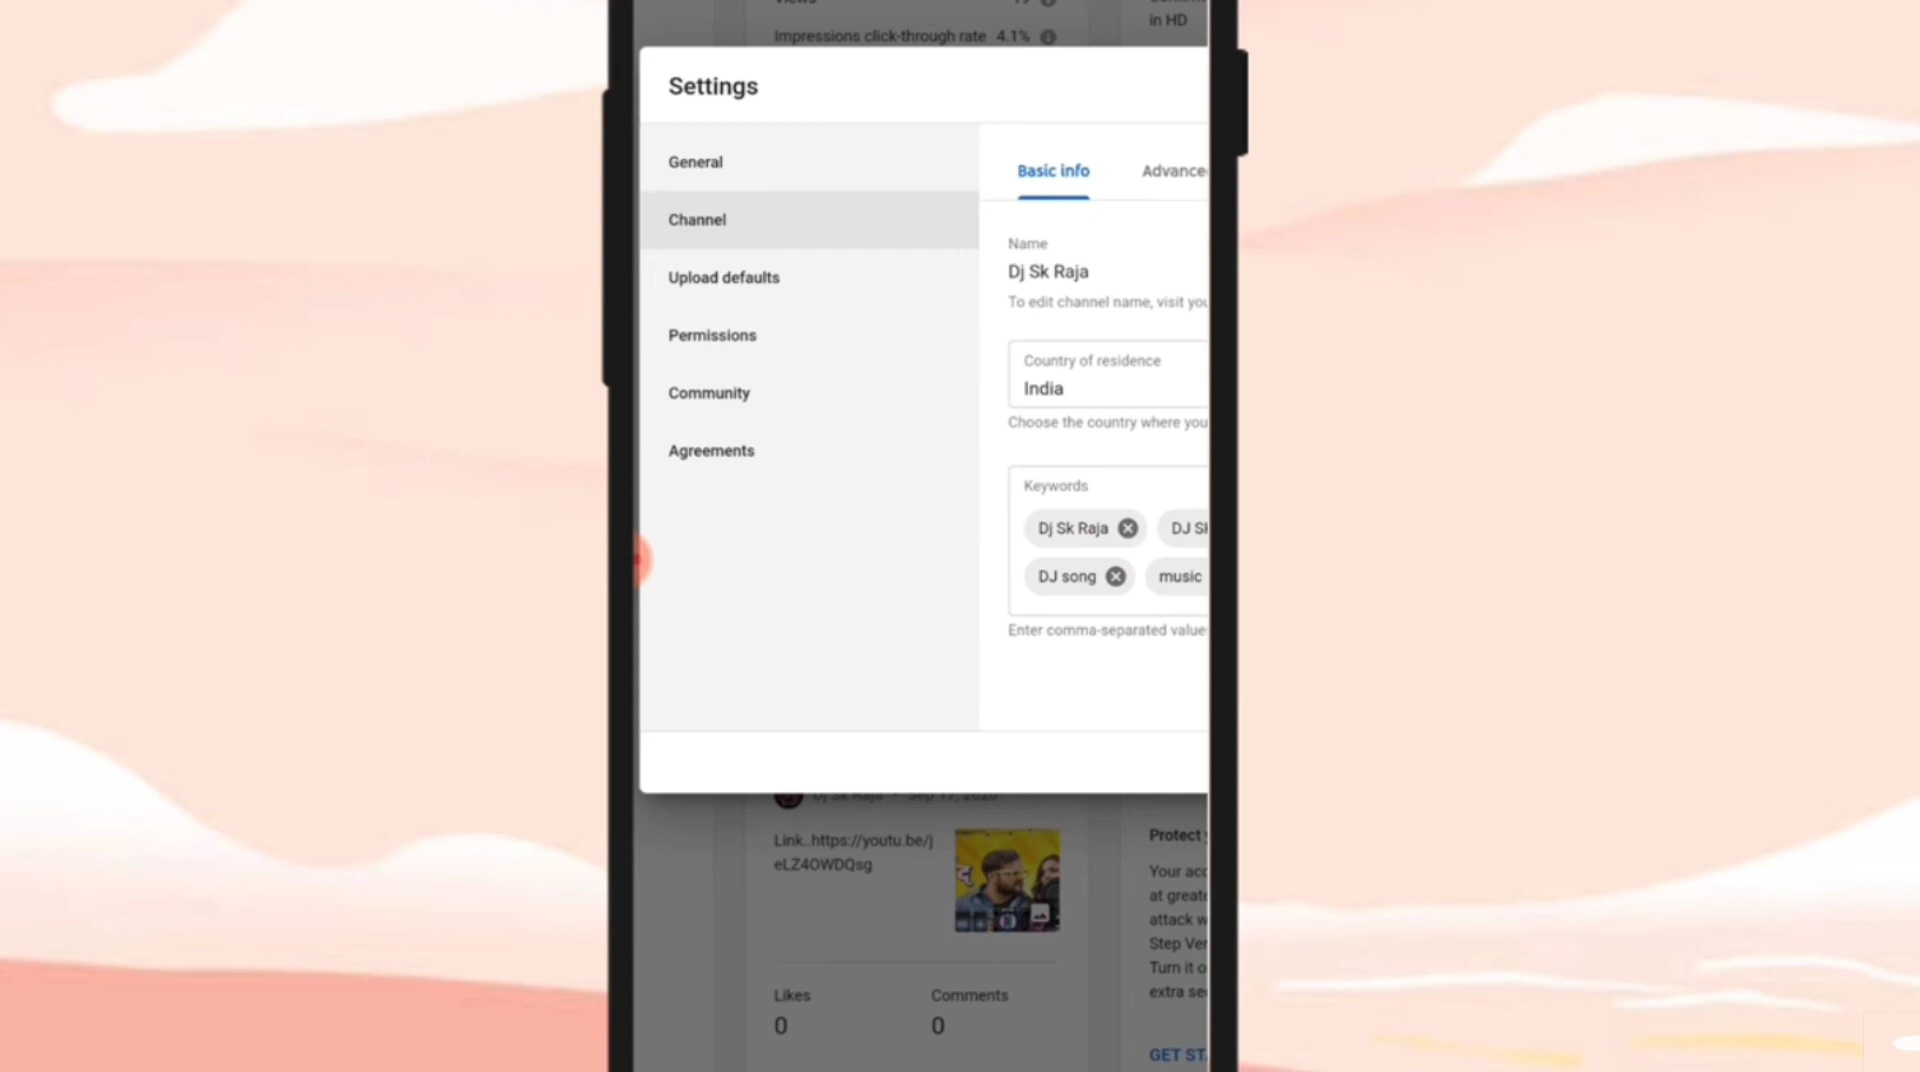 in HD
Impressions click-through rate 4.1%
Settings
General
Channel
Upload defaults
Permissions
Community
Agreements
Basic info
Name
Dj Sk Raja
To edit channel name, visit
Country of residence
India
Choose the country where you
Keywords
Dj Sk Raja DJ
DJ song music
Enter comma-separated
Link..https://youtu.be/j
eLZ4OWDQsg
Likes Comments
0 0
Protect
Your
at
attack
Step
Turn it
extra
GET